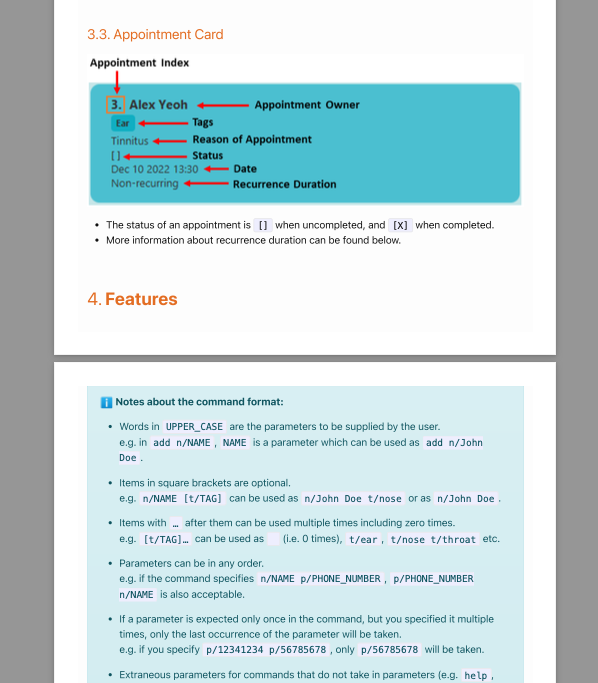 3.3. Appointment Card
Appointment Index
3. Alex Yeoh Appointment Owner
Ear Tags
Tinnitus Reason of Appointment
[] Status
Dec 10 2022 13:30 Date
Non-recurring Recurrence Duration
• The status of an appointment is [] when uncompleted, and [X] when completed.
• More information about recurrence duration can be found below.
4. Features
Notes about the command format:
• Words in UPPER_CASE are the parameters to be supplied by the user.
e.g. in add n/NAME , NAME is a parameter which can be used as add n/John
Doe .
• Items in square brackets are optional.
e.g. n/NAME [t/TAG] can be used as n/John Doe t/nose or as n/John Doe .
• Items with … after them can be used multiple times including zero times.
e.g. [t/TAG]… can be used as (i.e. 0 times), t/ear , t/nose t/throat etc.
• Parameters can be in any order.
e.g. if the command specifies n/NAME p/PHONE_NUMBER , p/PHONE_NUMBER
n/NAME is also acceptable.
• If a parameter is expected only once in the command, but you specified it multiple
times, only the last occurrence of the parameter will be taken.
e.g. if you specify p/12341234 p/56785678 , only p/56785678 will be taken.
• Extraneous parameters for commands that do not take in parameters (e.g. help ,